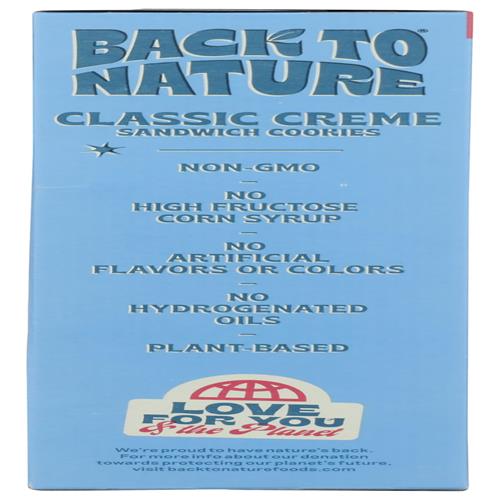 BACK TO
NATURE®
CLASSIC CREME
SANDWICH COOKIES
NON-GMO
—
NO
HIGH FRUCTOSE
CORN SYRUP
—
NO
ARTIFICIAL
FLAVORS OR COLORS
—
NO
HYDROGENATED
OILS
—
PLANT-BASED
LOVE
FOR YOU
& the Planet
We're proud to have nature's back.
For more info about our donation
towards protecting our planet's future,
visit backtonaturefoods.com.